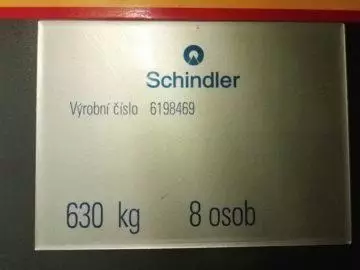 Schindler
Výrobní číslo 6198469
630 kg 8 osob